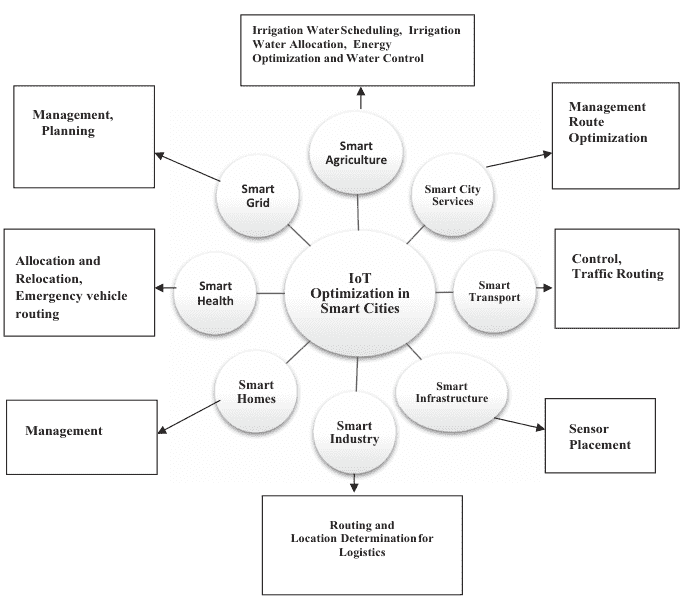 Irrigation Water Scheduling, Irrigation
Water Allocation, Energy
Optimization and Water Control
Management,
Planning
Management
Route
Optimization
Smart
Agriculture
Smart
Grid
Smart City
Services
Allocation and
Relocation,
Emergency vehicle
routing
Smart
Health
IoT
Optimization in
Smart Cities
Smart
Transport
Control,
Traffic Routing
Smart
Homes
Smart
Infrastructure
Management
Smart
Industry
Sensor
Placement
Routing and
Location Determination for
Logistics